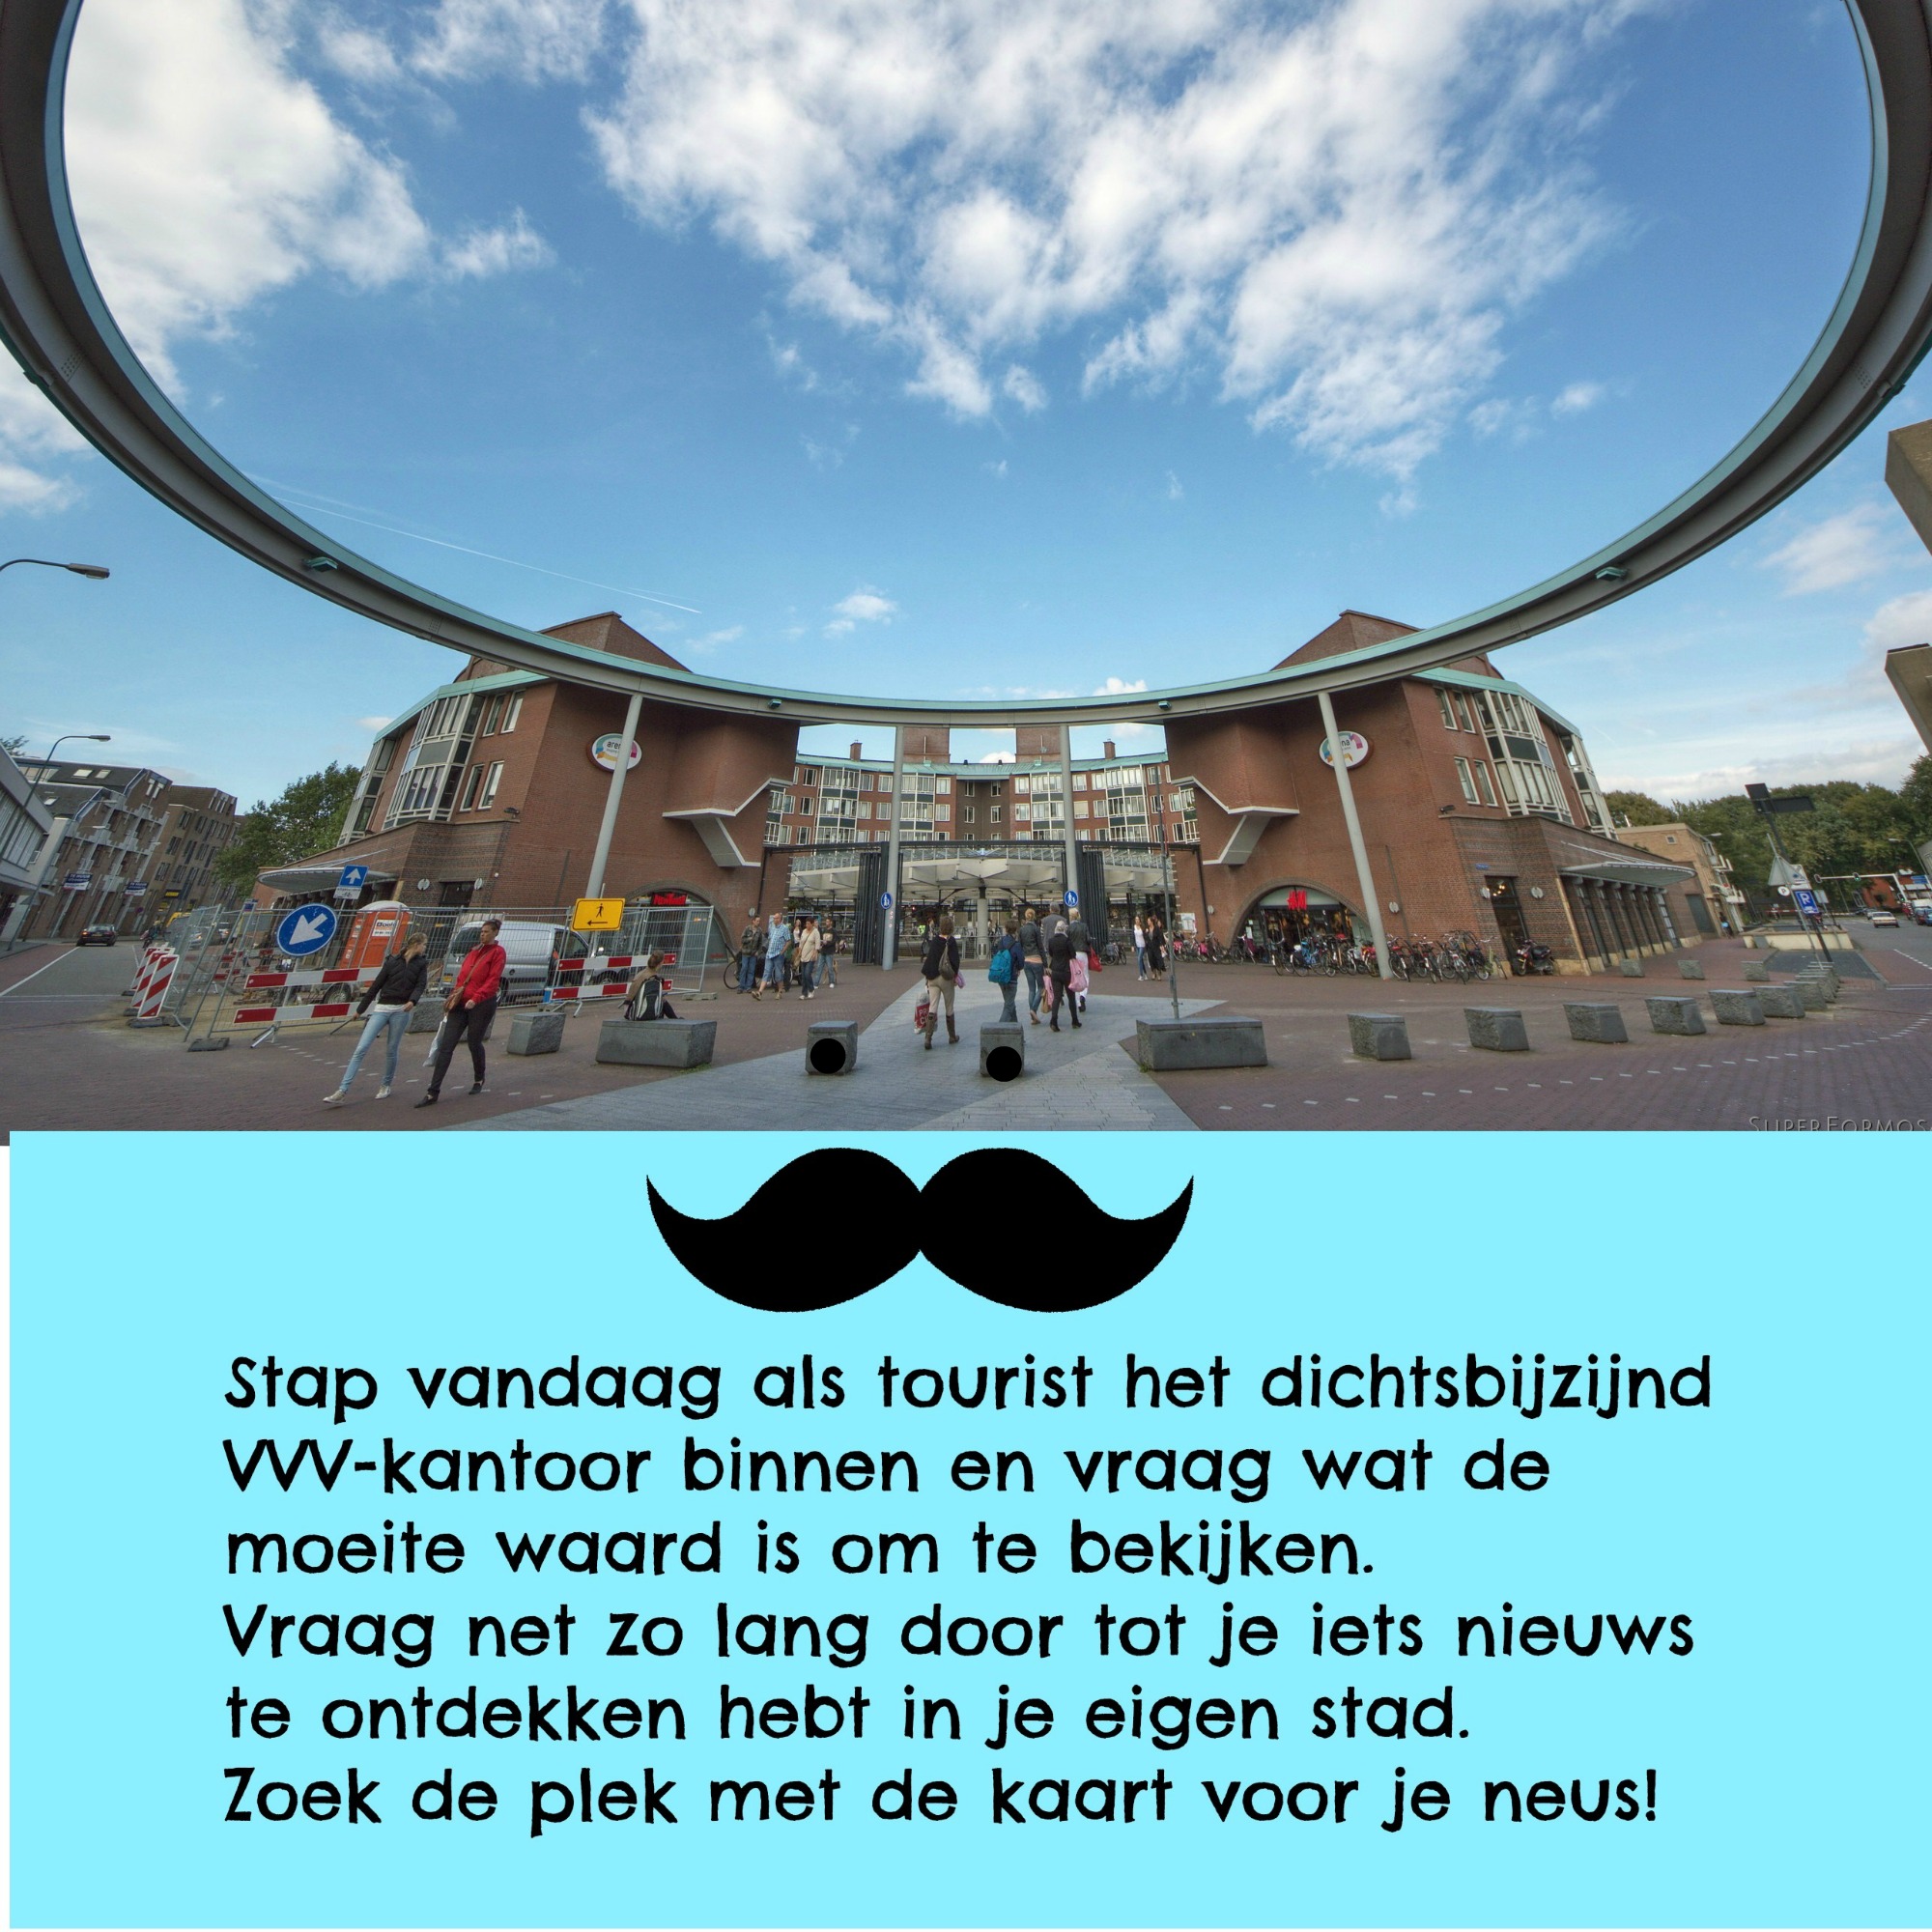 arena
H&M
P
SUPERFORMOS
Stap vandaag als tourist het dichtsbijzijnd
VVV-kantoor binnen en vraag wat de
moeite waard is om te bekijken.
Vraag net zo lang door tot je iets nieuws
te ontdekken hebt in je eigen stad.
Zoek de plek met de kaart voor je neus!